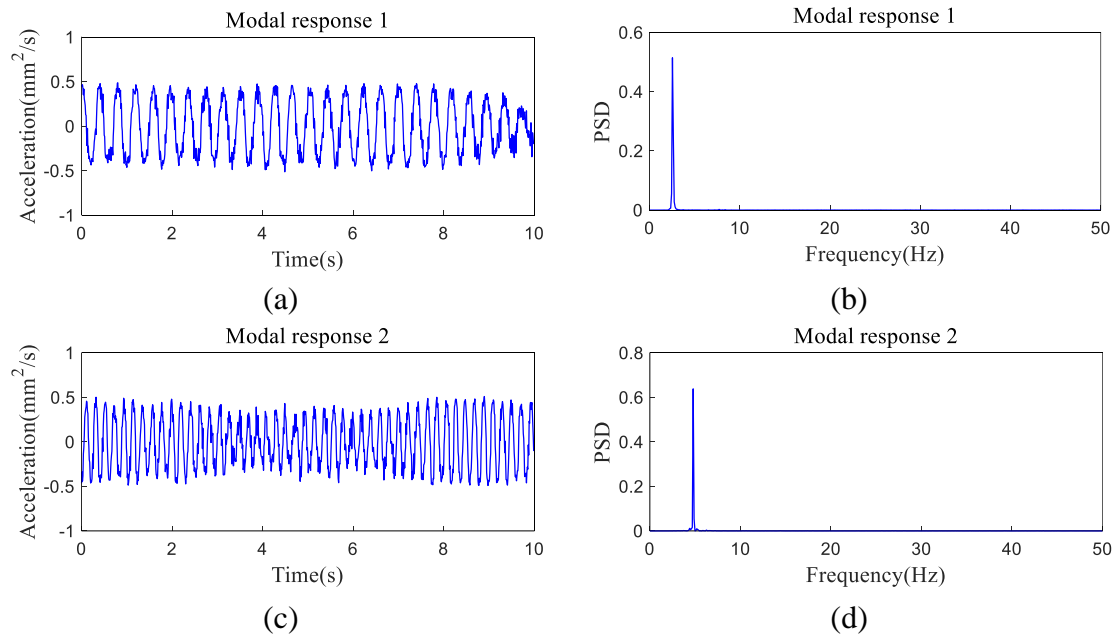 Modal response 1
Acceleration(mm²/s)
1
0.5
0
-0.5
-1
0 2 4 6 8 10
Time(s)
(a)
Modal response 1
PSD
0.6
0.4
0.2
0
0 10 20 30 40 50
Frequency(Hz)
(b)
Modal response 2
Acceleration(mm²/s)
1
0.5
0
-0.5
-1
0 2 4 6 8 10
Time(s)
(c)
Modal response 2
PSD
0.8
0.6
0.4
0.2
0
0 10 20 30 40 50
Frequency(Hz)
(d)